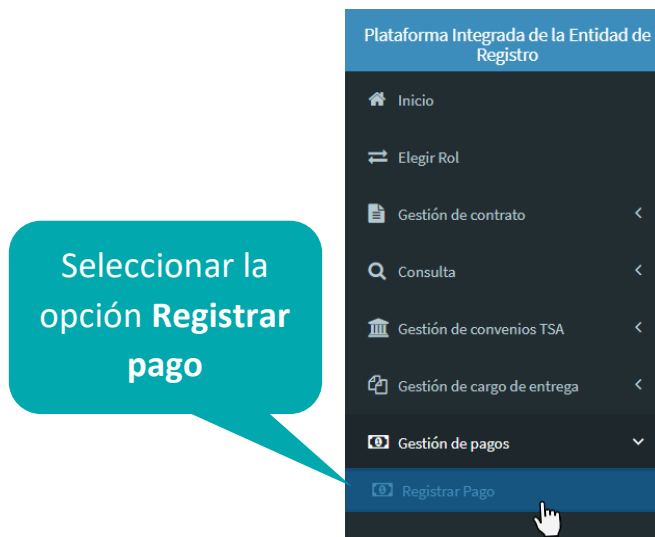 Plataforma Integrada de la Entidad de
Registro
Inicio
Elegir Rol
Gestión de contrato
Consulta
Gestión de convenios TSA
Gestión de cargo de entrega
Gestión de pagos
Registrar Pago
Seleccionar la
opción Registrar
pago